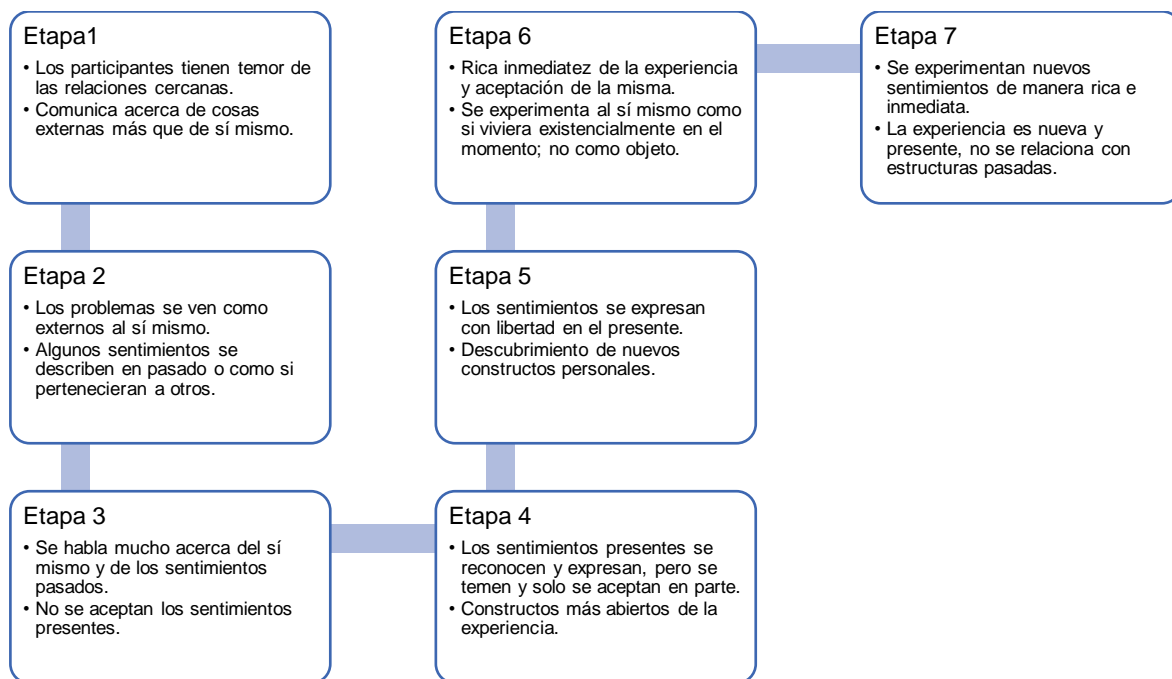 Etapa1
• Los participantes tienen temor de
las relaciones cercanas.
• Comunica acerca de cosas
externas más que de sí mismo.
Etapa 2
• Los problemas se ven como
externos al sí mismo.
• Algunos sentimientos se
describen en pasado o como si
pertenecieran a otros.
Etapa 3
• Se habla mucho acerca del sí
mismo y de los sentimientos
pasados.
• No se aceptan los sentimientos
presentes.
Etapa 4
• Los sentimientos presentes se
reconocen y expresan, pero se
temen y solo se aceptan en parte.
• Constructos más abiertos de la
experiencia.
Etapa 5
• Los sentimientos se expresan
con libertad en el presente.
• Descubrimiento de nuevos
constructos personales.
Etapa 6
• Rica inmediatez de la experiencia
y aceptación de la misma.
• Se experimenta al sí mismo como
si viviera existencialmente en el
momento; no como objeto.
Etapa 7
• Se experimentan nuevos
sentimientos de manera rica e
inmediata.
• La experiencia es nueva y
presente, no se relaciona con
estructuras pasadas.